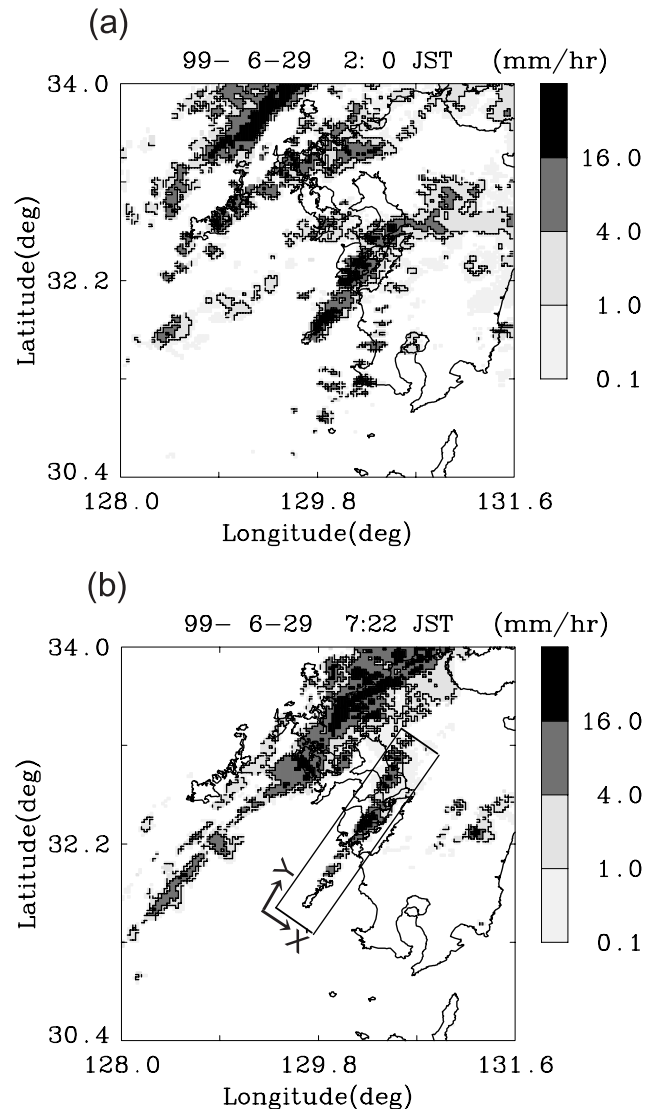 (a)
99- 6-29 2: 0 JST (mm/hr)
34.0
32.2
30.4
Latitude(deg)
128.0 129.8 131.6
Longitude(deg)
16.0
4.0
1.0
0.1
(b)
99- 6-29 7:22 JST (mm/hr)
34.0
32.2
30.4
Latitude(deg)
Y
X
128.0 129.8 131.6
Longitude(deg)
16.0
4.0
1.0
0.1